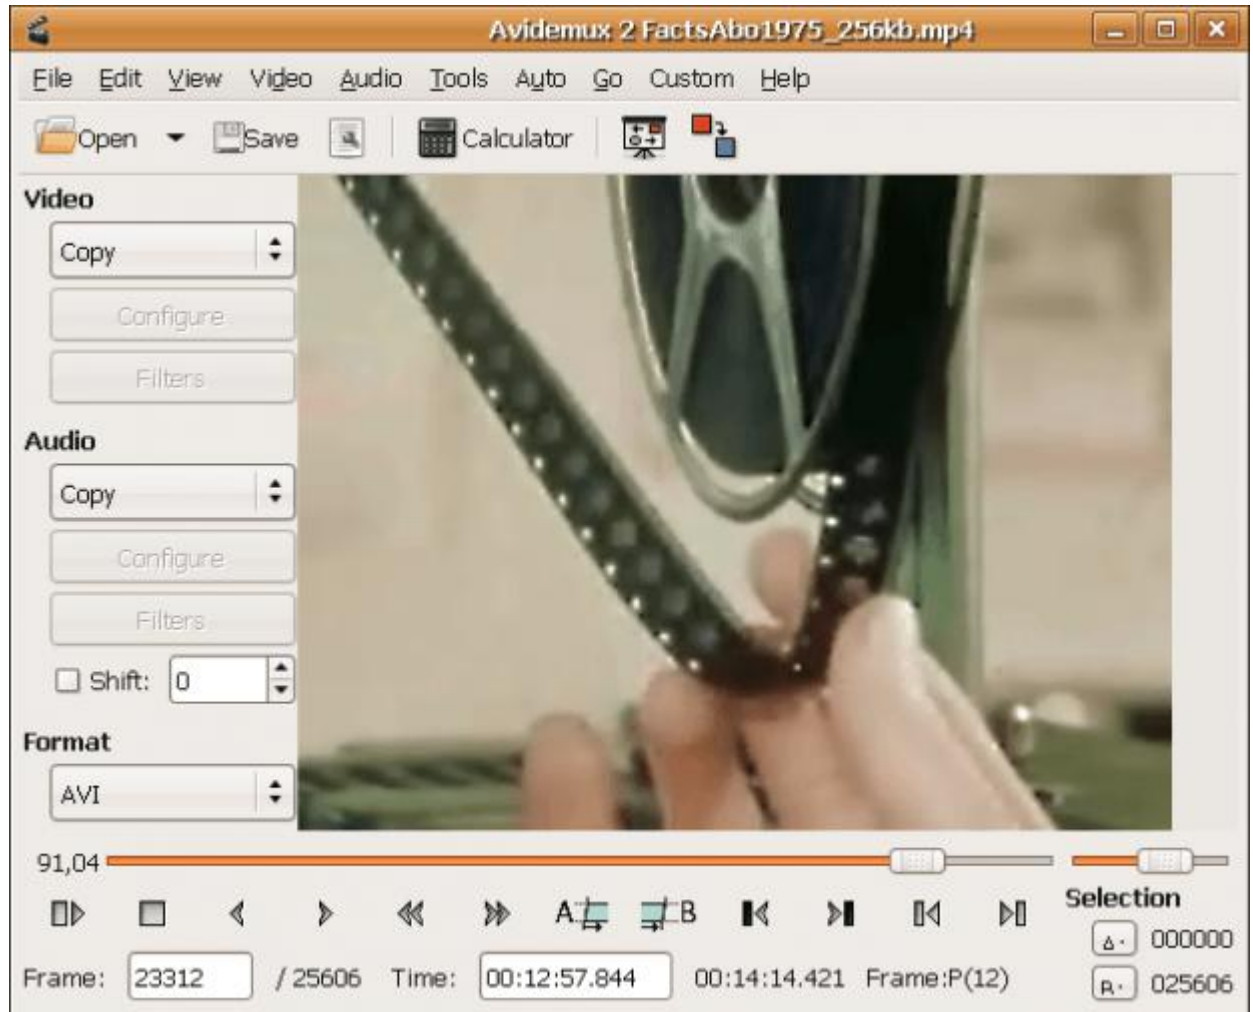 Avidemux 2 FactsAbo1975_256kb.mp4
File Edit View Video Audio Tools Auto Go Custom Help
Open Save Calculator
Video
Copy
Configure
Filters
Audio
Copy
Configure
Filters
Shift: 0
Format
AVI
91,04
A B
Selection
A: 000000
Frame: 23312 / 25606 Time: 00:12:57.844 00:14:14.421 Frame:P(12)
025606